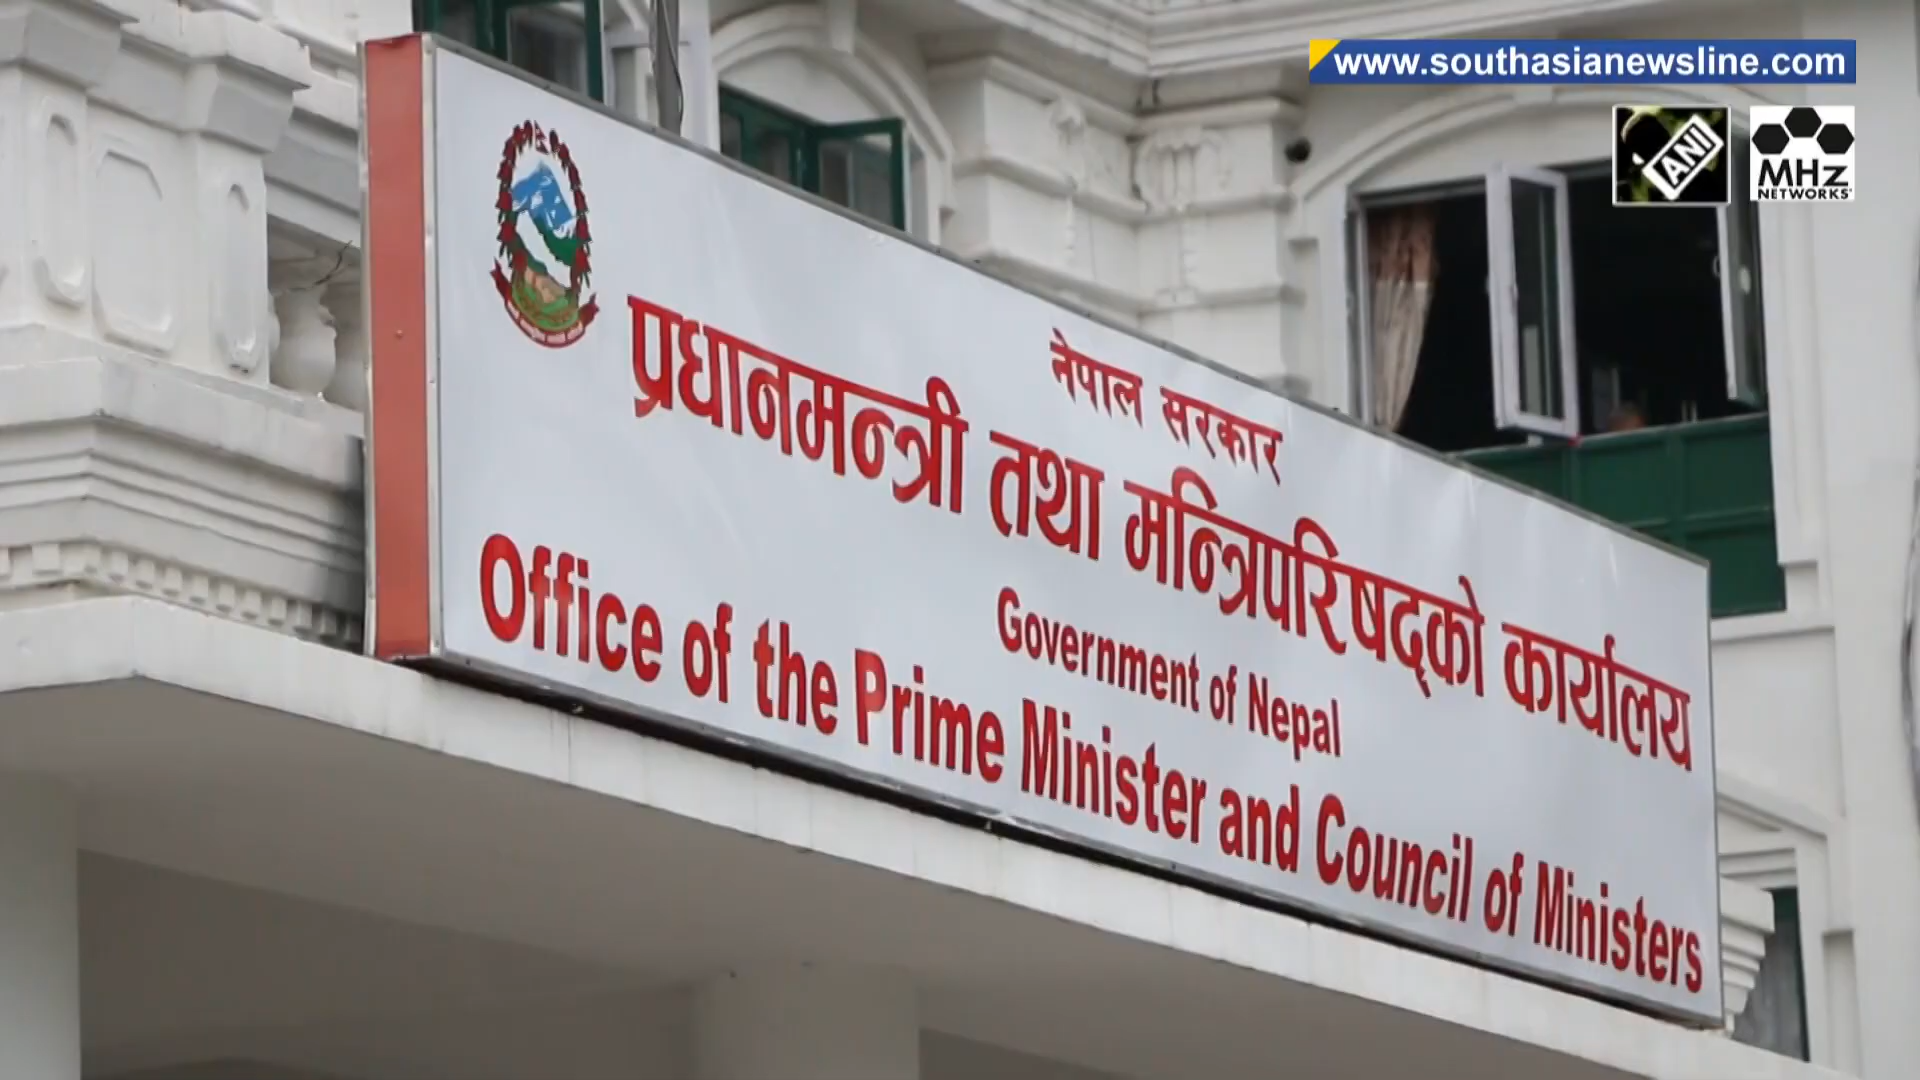 www.southasianewsline.com
ANI
MHz
NETWORKS
नेपाल सरकार
प्रधानमन्त्री तथा मन्त्रिपरिषद्को कार्यालय
Government of Nepal
Office of the Prime Minister and Council of Ministers